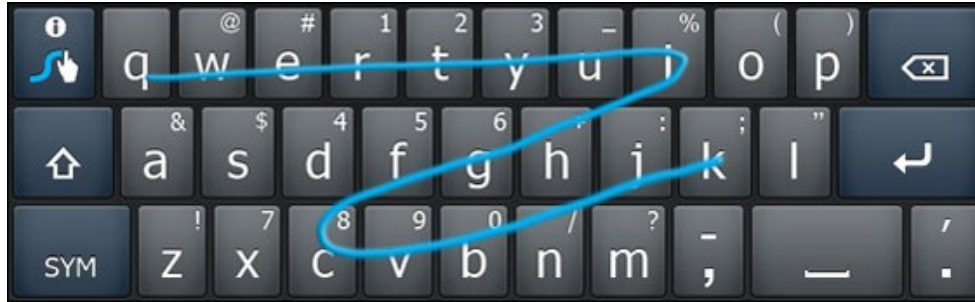 @ # 1 2 3 _ % ( )
q w e r t y u i o p
& $ 4 5 6 + : ; "
a s d f g h j k l
! 7 8 9 0 / ? - ,
SYM z x c v b n m , .